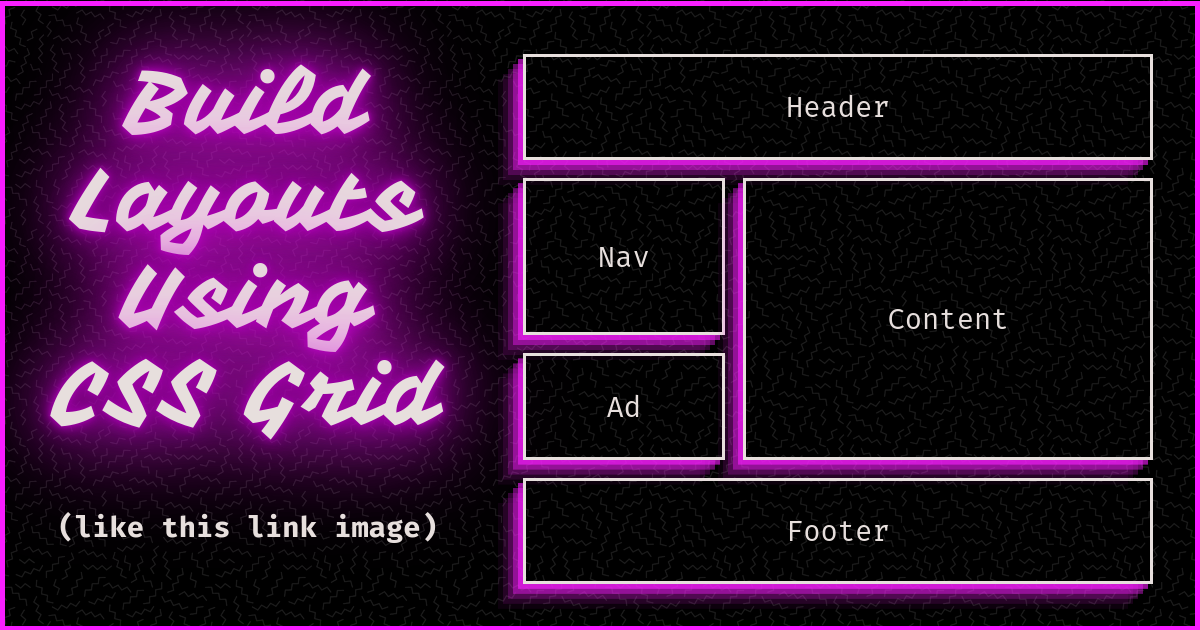 Build
Layouts
Using
CSS Grid
(like this link image)
Header
Nav
Content
Ad
Footer